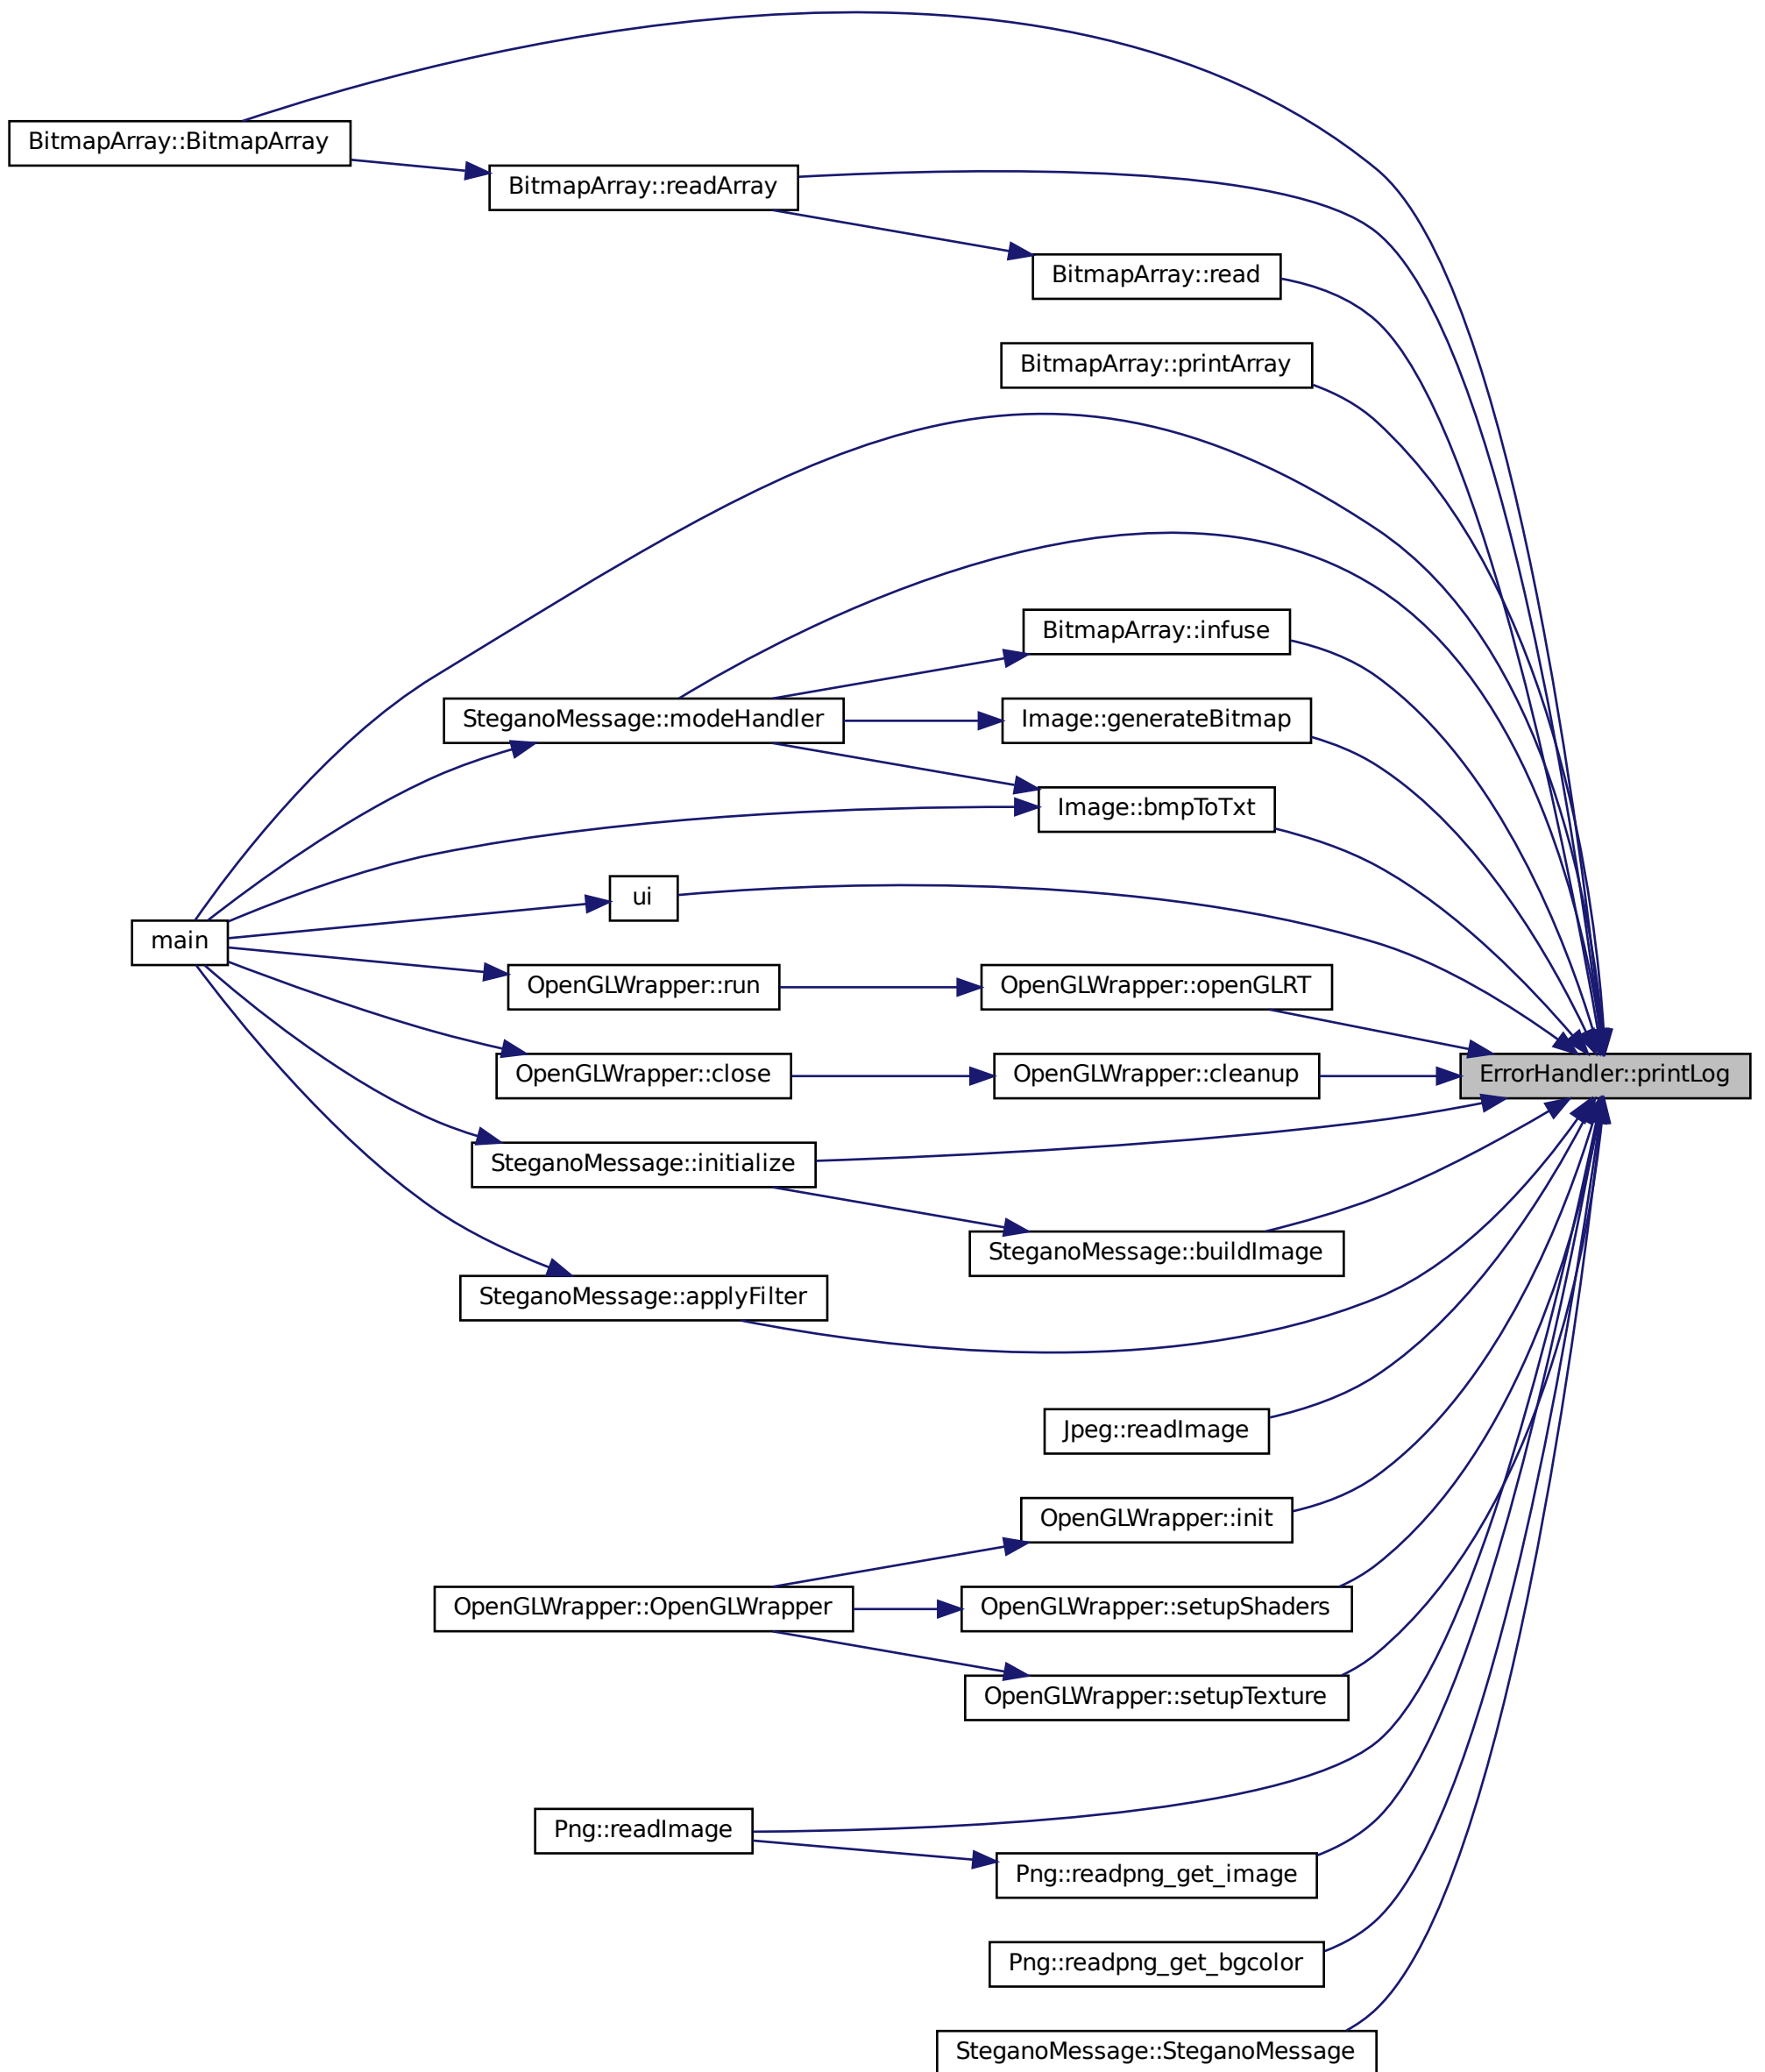 BitmapArray::BitmapArray
BitmapArray::readArray
BitmapArray::read
BitmapArray::printArray
BitmapArray::infuse
SteganoMessage::modeHandler
Image::generateBitmap
Image::bmpToTxt
ui
main
OpenGLWrapper::run
OpenGLWrapper::openGLRT
OpenGLWrapper::close
OpenGLWrapper::cleanup
ErrorHandler::printLog
SteganoMessage::initialize
SteganoMessage::buildImage
SteganoMessage::applyFilter
Jpeg::readImage
OpenGLWrapper::init
OpenGLWrapper::OpenGLWrapper
OpenGLWrapper::setupShaders
OpenGLWrapper::setupTexture
Png::readImage
Png::readpng_get_image
Png::readpng_get_bgcolor
SteganoMessage::SteganoMessage